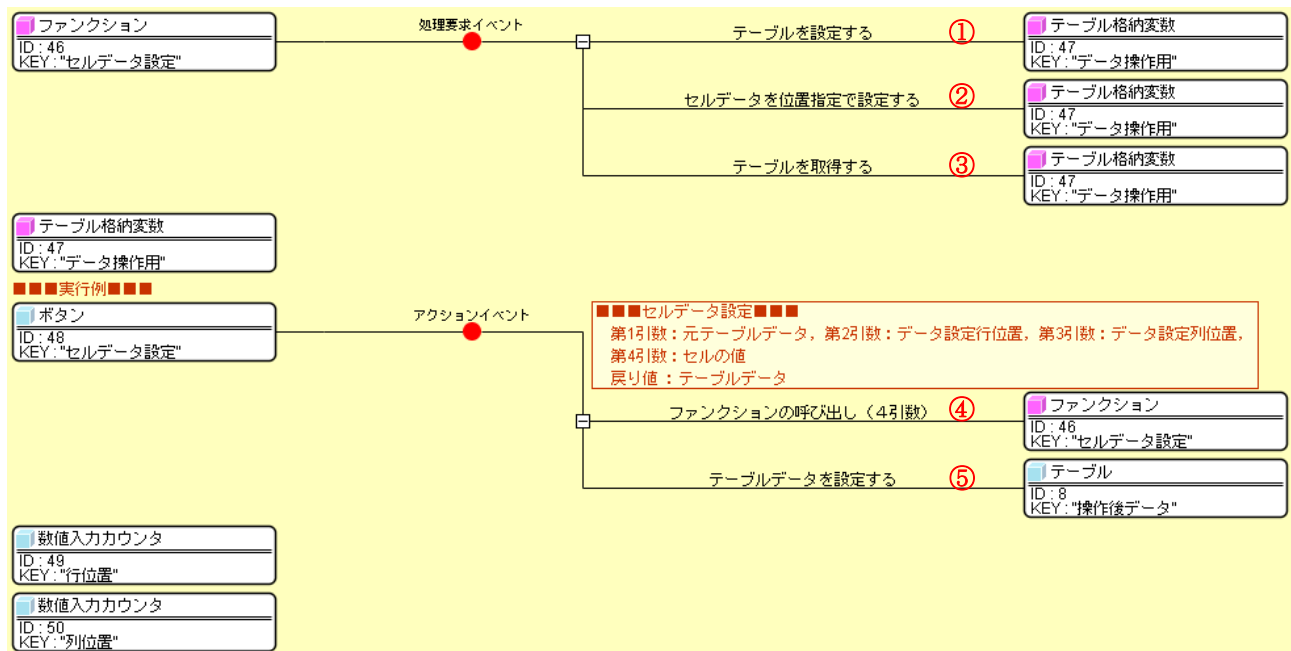 ファンクション
ID : 46
KEY : "セルデータ設定"
処理要求イベント
テーブルを設定する ①
テーブル格納変数
ID : 47
KEY : "データ操作用"
セルデータを位置指定で設定する ②
テーブル格納変数
ID : 47
KEY : "データ操作用"
テーブルを取得する ③
テーブル格納変数
ID : 47
KEY : "データ操作用"
テーブル格納変数
ID : 47
KEY : "データ操作用"
■■■実行例■■■
ボタン
ID : 48
KEY : "セルデータ設定"
アクションイベント
■■■セルデータ設定■■■
第1引数：元テーブルデータ，第2引数：データ設定行位置，第3引数：データ設定列位置，
第4引数：セルの値
戻り値：テーブルデータ
ファンクションの呼び出し（4引数） ④
ファンクション
ID : 46
KEY : "セルデータ設定"
テーブルデータを設定する ⑤
テーブル
ID : 8
KEY : "操作後データ"
数値入力カウンタ
ID : 49
KEY : "行位置"
数値入力カウンタ
ID : 50
KEY : "列位置"